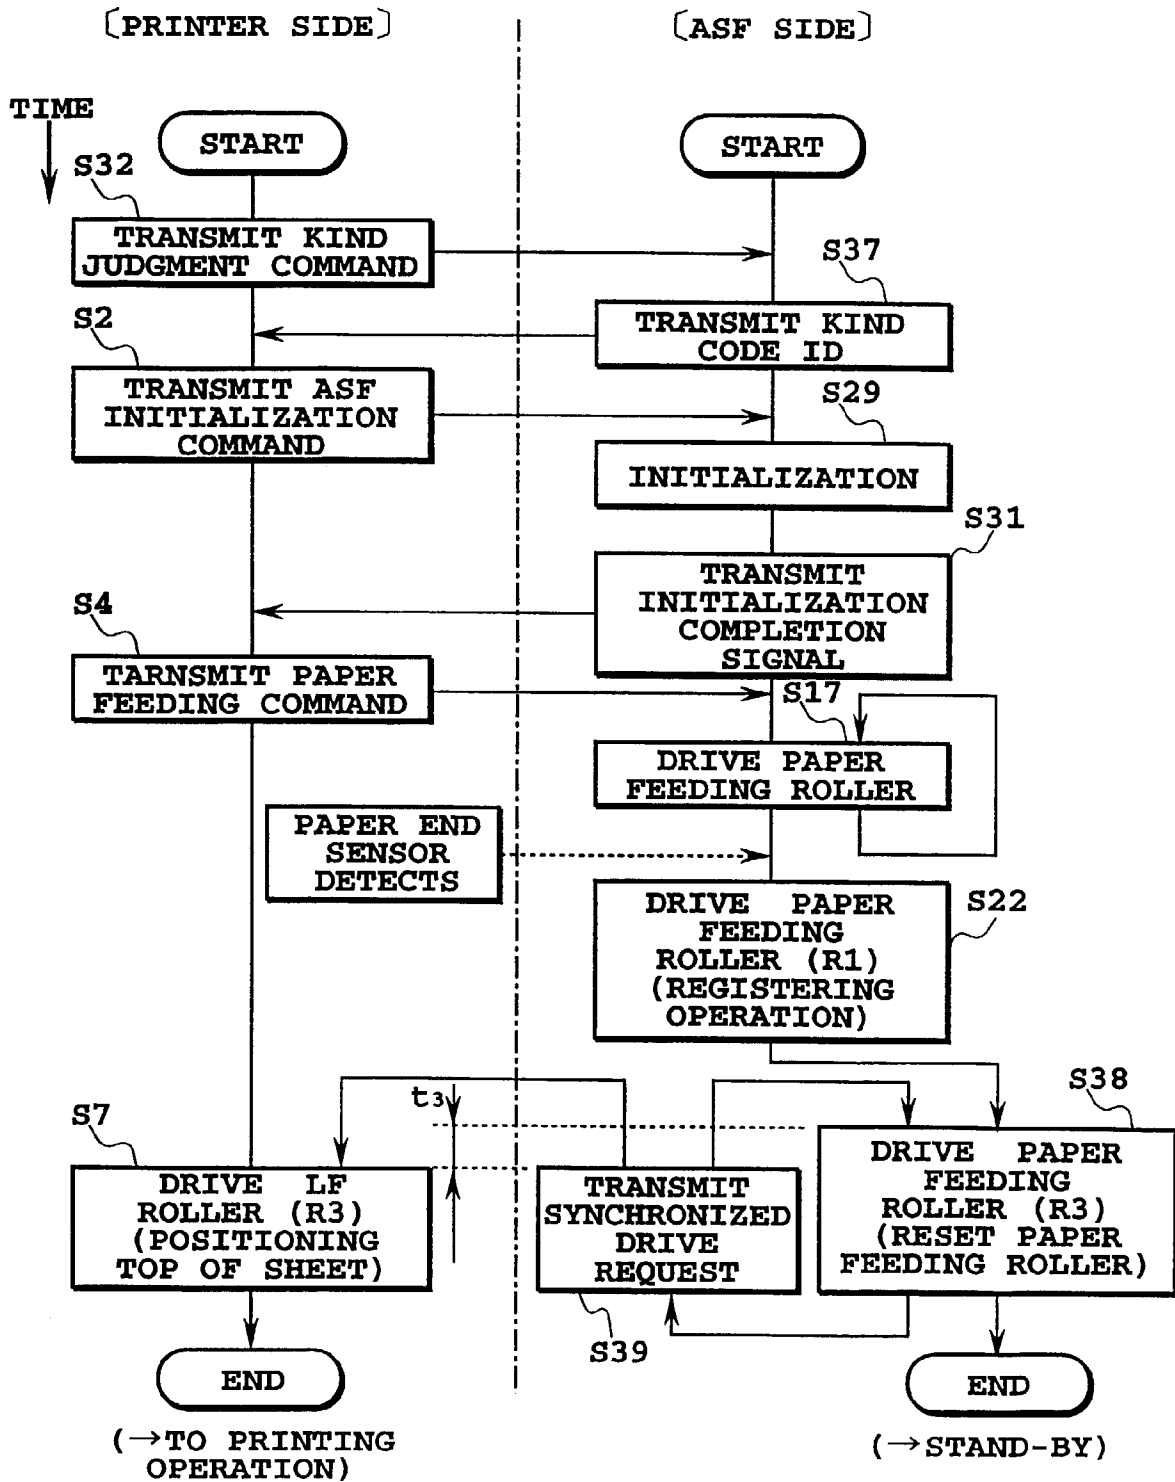 〔PRINTER SIDE〕
〔ASF SIDE〕
TIME
START
START
S32
TRANSMIT KIND
JUDGMENT COMMAND
S37
TRANSMIT KIND
CODE ID
S2
TRANSMIT ASF
INITIALIZATION
COMMAND
S29
INITIALIZATION
S31
TRANSMIT
INITIALIZATION
COMPLETION
SIGNAL
S4
TARNSMIT PAPER
FEEDING COMMAND
S17
DRIVE PAPER
FEEDING ROLLER
PAPER END
SENSOR
DETECTS
S22
DRIVE PAPER
FEEDING
ROLLER (R1)
(REGISTERING
OPERATION)
S38
DRIVE PAPER
FEEDING
ROLLER (R3)
(RESET PAPER
FEEDING ROLLER)
t3
S7
DRIVE LF
ROLLER (R3)
(POSITIONING
TOP OF SHEET)
TRANSMIT
SYNCHRONIZED
DRIVE
REQUEST
S39
END
END
(→TO PRINTING
OPERATION)
(→STAND-BY)